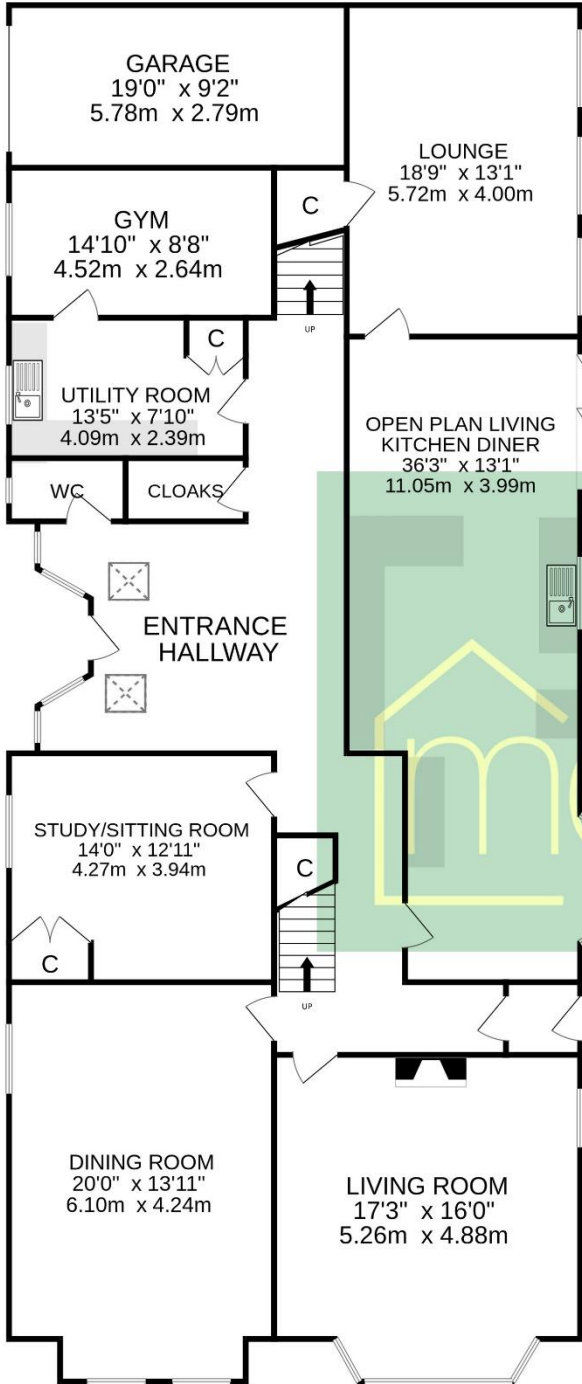 GARAGE
19'0" x 9'2"
5.78m x 2.79m
LOUNGE
18'9" x 13'1"
5.72m x 4.00m
GYM
14'10" x 8'8"
4.52m x 2.64m
C
UP
C
UTILITY ROOM
13'5" x 7'10"
4.09m x 2.39m
OPEN PLAN LIVING
KITCHEN DINER
36'3" x 13'1"
11.05m x 3.99m
WC
CLOAKS
ENTRANCE
HALLWAY
STUDY/SITTING ROOM
14'0" x 12'11"
4.27m x 3.94m
C
C
UP
DINING ROOM
20'0" x 13'11"
6.10m x 4.24m
LIVING ROOM
17'3" x 16'0"
5.26m x 4.88m